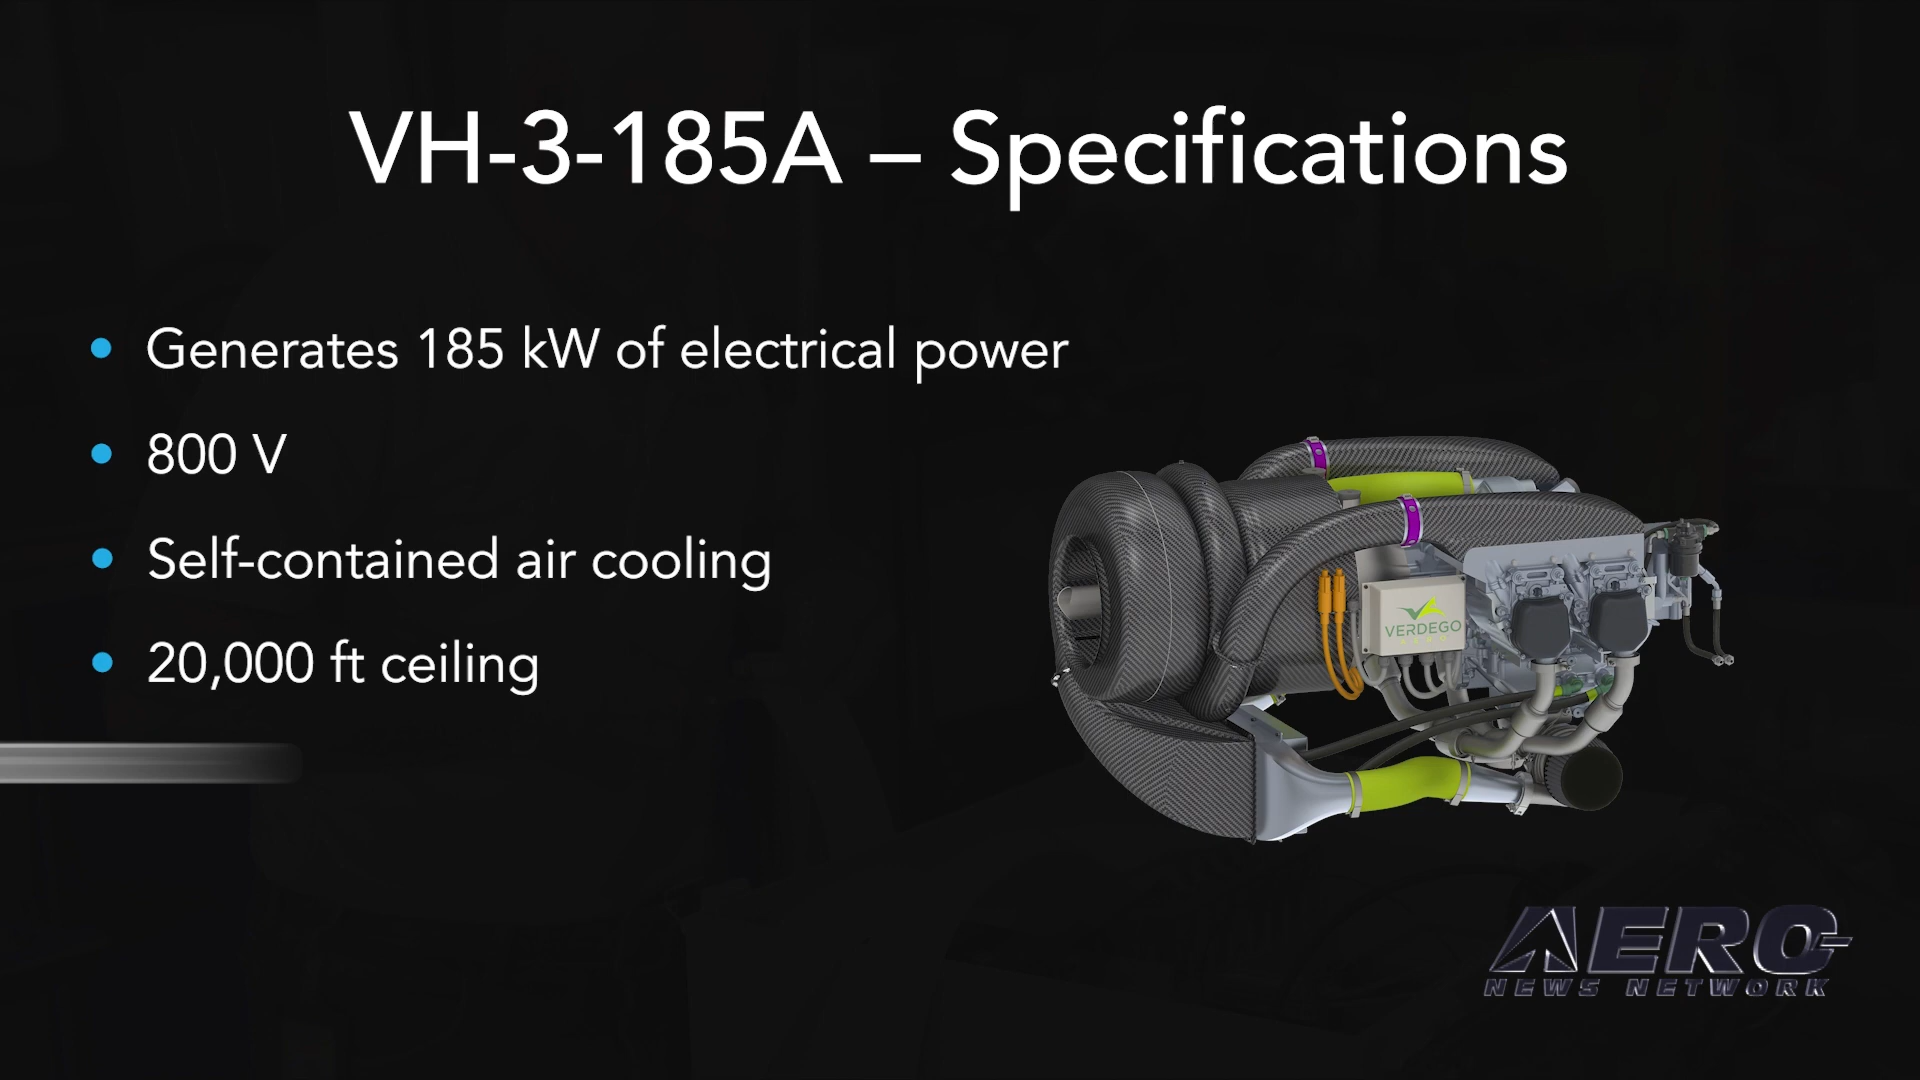 VH-3-185A – Specifications
• Generates 185 kW of electrical power
• 800 V
• Self-contained air cooling
• 20,000 ft ceiling
VERDEGO
AERO
AERO
NEWS NETWORK